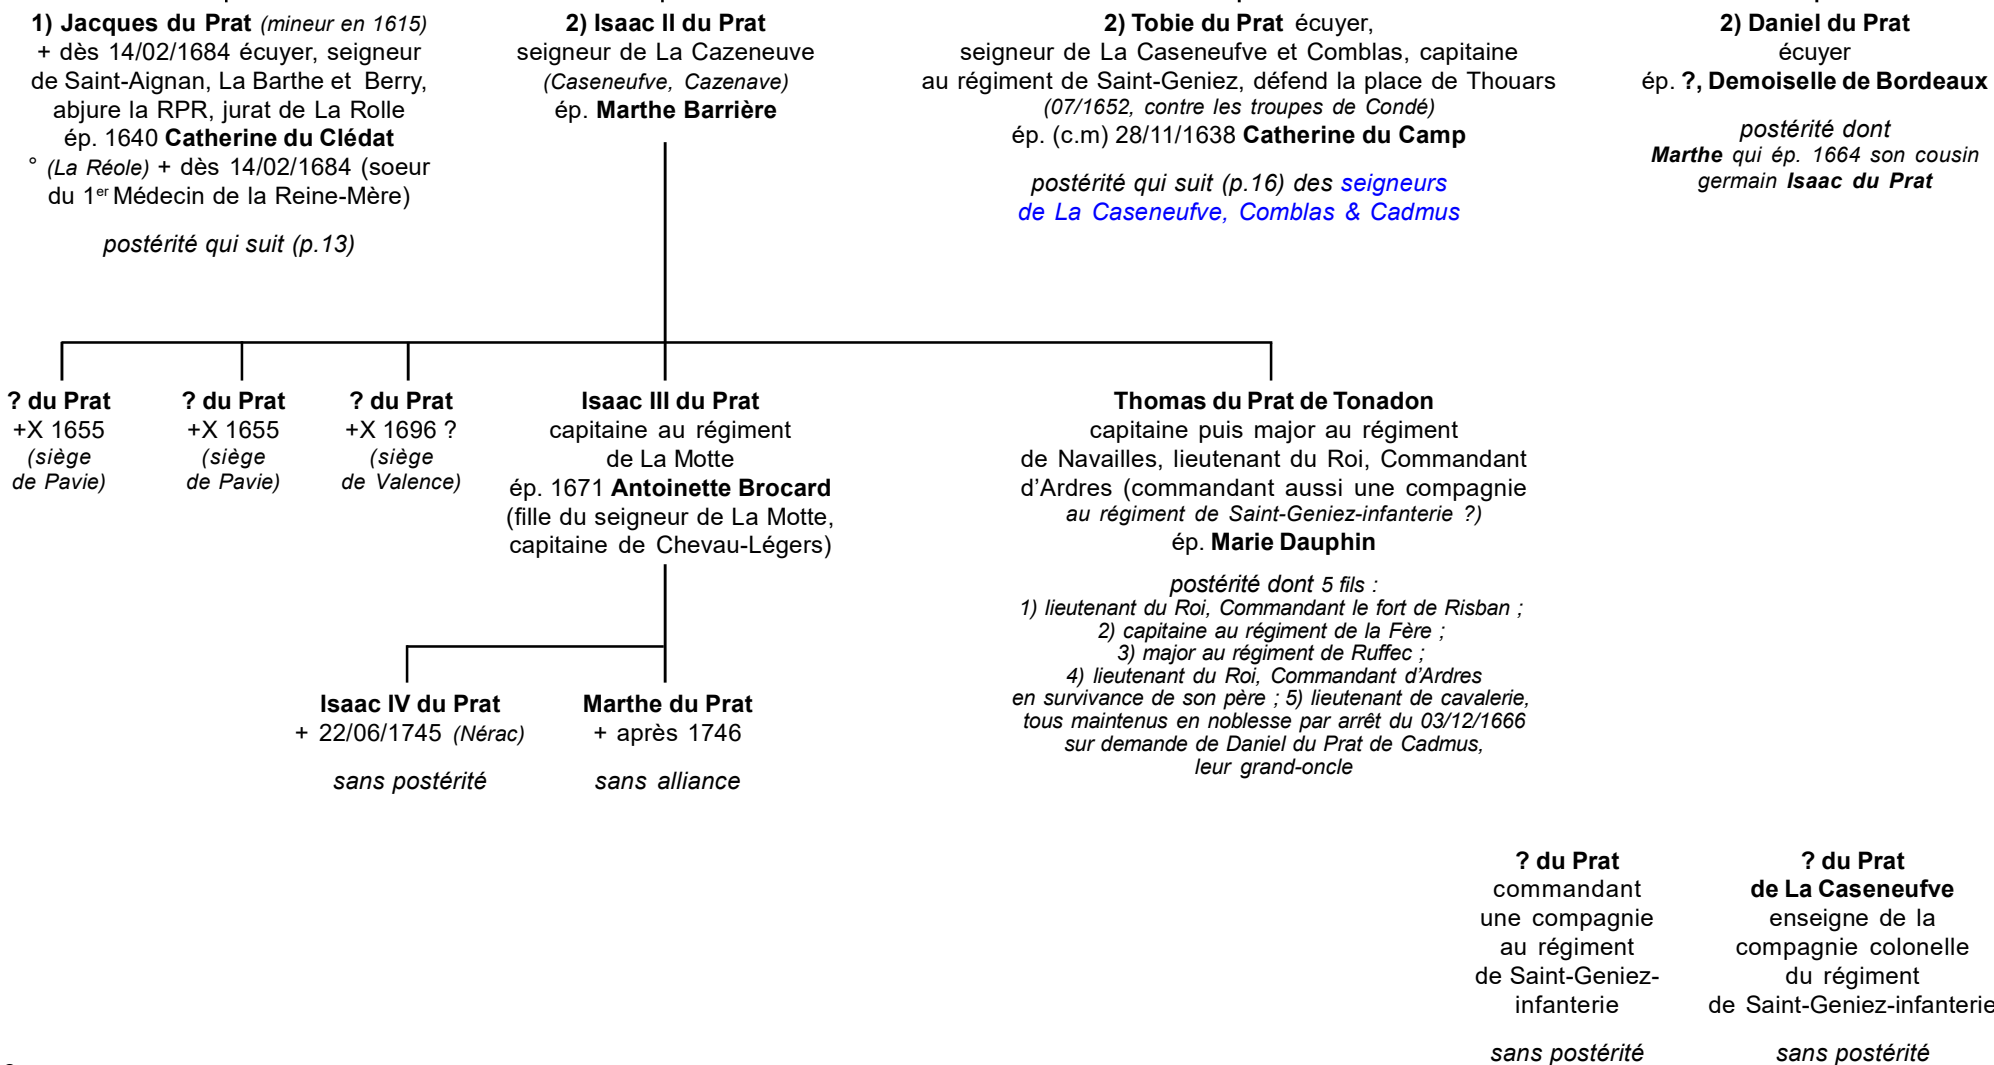 1) Jacques du Prat (mineur en 1615)
+ dès 14/02/1684 écuyer, seigneur
de Saint-Aignan, La Barthe et Berry,
abjure la RPR, jurat de La Rolle
ép. 1640 Catherine du Clédat
° (La Réole) + dès 14/02/1684 (soeur
du 1er Médecin de la Reine-Mère)
postérité qui suit (p.13)
2) Isaac II du Prat
seigneur de La Cazeneuve
(Caseneufve, Cazenave)
ép. Marthe Barrière
2) Tobie du Prat écuyer,
seigneur de La Caseneufve et Comblas, capitaine
au régiment de Saint-Geniez, défend la place de Thouars
(07/1652, contre les troupes de Condé)
ép. (c.m) 28/11/1638 Catherine du Camp
postérité qui suit (p.16) des seigneurs
de La Caseneufve, Comblas & Cadmus
2) Daniel du Prat
écuyer
ép. ?, Demoiselle de Bordeaux
postérité dont
Marthe qui ép. 1664 son cousin
germain Isaac du Prat
? du Prat
+X 1655
(siège
de Pavie)
? du Prat
+X 1655
(siège
de Pavie)
? du Prat
+X 1696 ?
(siège
de Valence)
Isaac III du Prat
capitaine au régiment
de La Motte
ép. 1671 Antoinette Brocard
(fille du seigneur de La Motte,
capitaine de Chevau-Légers)
Thomas du Prat de Tonadon
capitaine puis major au régiment
de Navailles, lieutenant du Roi, Commandant
d'Ardres (commandant aussi une compagnie
au régiment de Saint-Geniez-infanterie ?)
ép. Marie Dauphin
postérité dont 5 fils :
1) lieutenant du Roi, Commandant le fort de Risban ;
2) capitaine au régiment de la Fère ;
3) major au régiment de Ruffec ;
4) lieutenant du Roi, Commandant d'Ardres
en survivance de son père ; 5) lieutenant de cavalerie,
tous maintenus en noblesse par arrêt du 03/12/1666
sur demande de Daniel du Prat de Cadmus,
leur grand-oncle
Isaac IV du Prat
+ 22/06/1745 (Nérac)
sans postérité
Marthe du Prat
+ après 1746
sans alliance
? du Prat
commandant
une compagnie
au régiment
de Saint-Geniez-
infanterie
sans postérité
? du Prat
de La Caseneufve
enseigne de la
compagnie colonelle
du régiment
de Saint-Geniez-infanterie
sans postérité